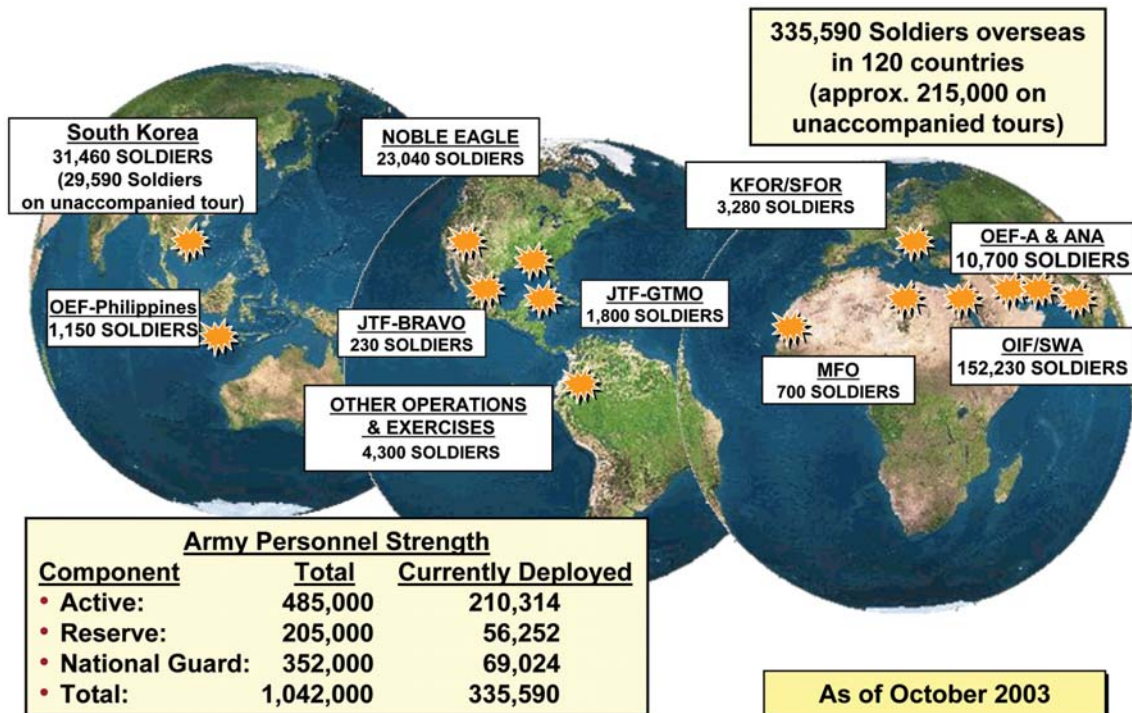 335,590 Soldiers overseas
in 120 countries
(approx. 215,000 on
unaccompanied tours)
South Korea
31,460 SOLDIERS
(29,590 Soldiers
on unaccompanied tour)
NOBLE EAGLE
23,040 SOLDIERS
KFOR/SFOR
3,280 SOLDIERS
OEF-A & ANA
10,700 SOLDIERS
OEF-Philippines
1,150 SOLDIERS
JTF-BRAVO
230 SOLDIERS
JTF-GTMO
1,800 SOLDIERS
MFO
700 SOLDIERS
OIF/SWA
152,230 SOLDIERS
OTHER OPERATIONS
& EXERCISES
4,300 SOLDIERS
Army Personnel Strength
Component Total Currently Deployed
• Active: 485,000 210,314
• Reserve: 205,000 56,252
• National Guard: 352,000 69,024
• Total: 1,042,000 335,590
As of October 2003